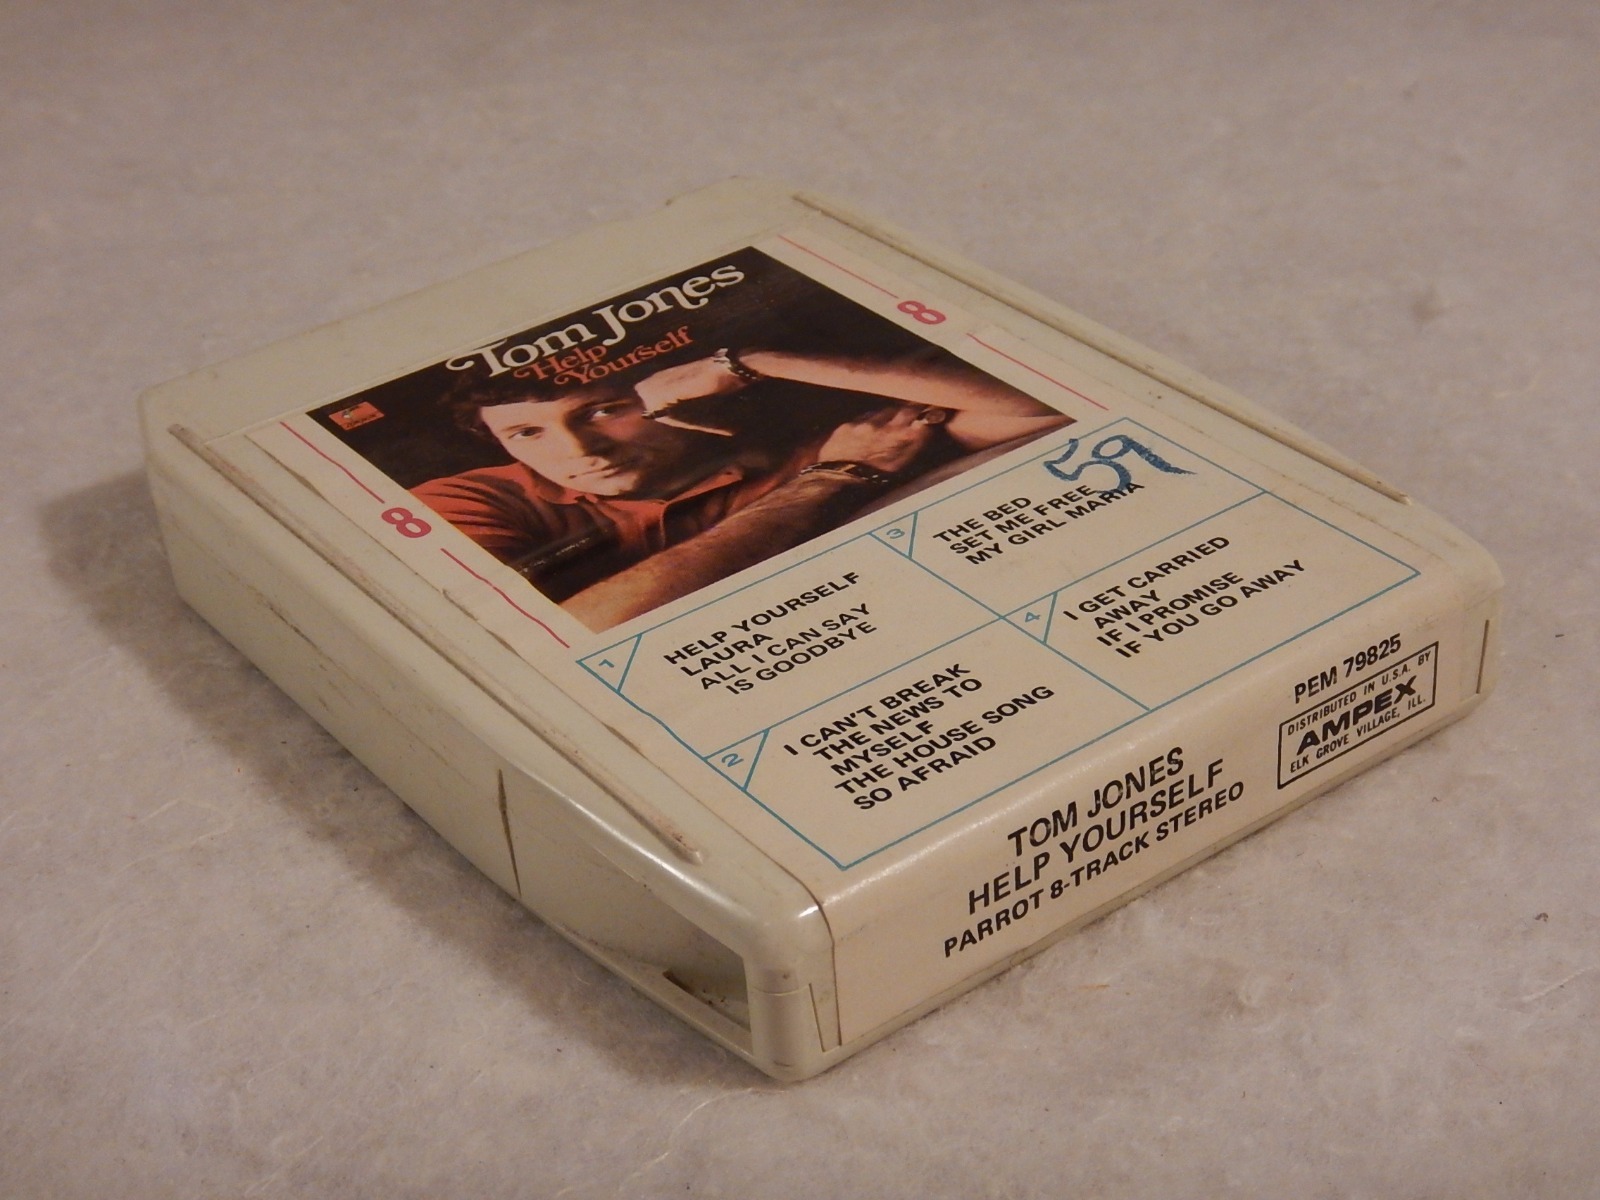 Tom Jones
Help
Yourself
8
8
59
1
HELP YOURSELF
LAURA
ALL I CAN SAY
IS GOODBYE
2
I CAN'T BREAK
THE NEWS TO
MYSELF
THE HOUSE SONG
SO AFRAID
3
THE BED
SET ME FREE
MY GIRL MARIA
4
I GET CARRIED
AWAY
IF I PROMISE
IF YOU GO AWAY
TOM JONES
HELP YOURSELF
PARROT 8-TRACK STEREO
PEM 79825
DISTRIBUTED IN U.S.A. BY
AMPEX
ELK GROVE VILLAGE, ILL.